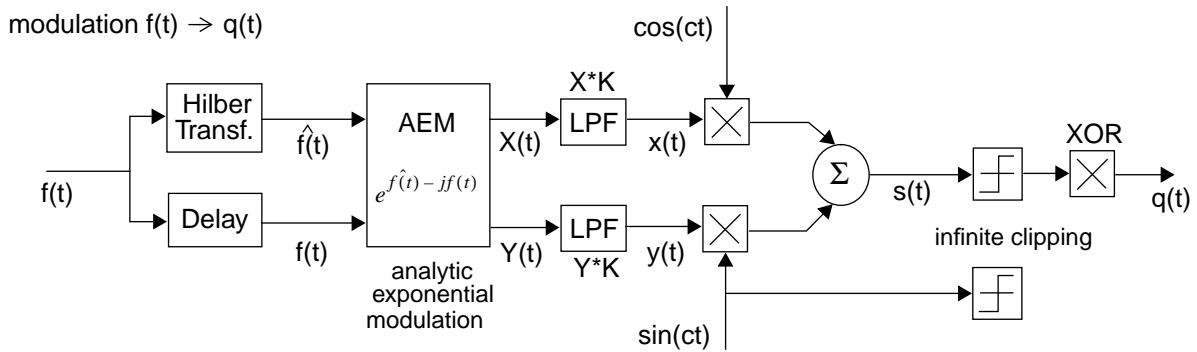 modulation f(t) → q(t)
cos(ct)
X*K
Hilber
Transf.
AEM
LPF
XOR
f̂(t)
X(t)
x(t)
e^{f̂(t) – jf(t)}
Σ
f(t)
s(t)
q(t)
Delay
LPF
f(t)
Y(t)
Y*K
y(t)
infinite clipping
analytic
exponential
modulation
sin(ct)